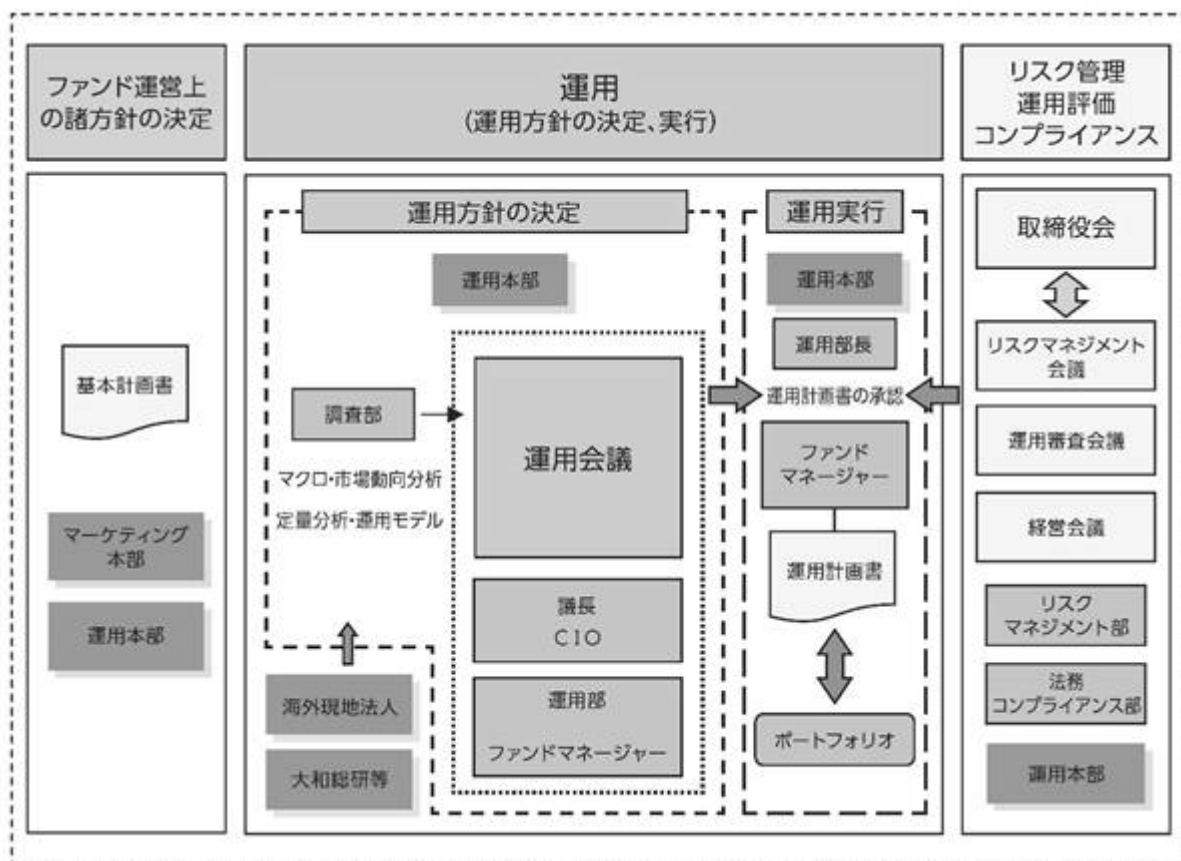 ファンド運営上
の諸方針の決定
運用
(運用方針の決定、実行)
リスク管理
運用評価
コンプライアンス
基本計画書
マーケティング
本部
運用本部
運用方針の決定
運用本部
調査部
マクロ・市場動向分析
定量分析・運用モデル
運用会議
議長
CIO
運用部
ファンドマネージャー
海外現地法人
大和総研等
運用実行
運用本部
運用部長
運用計画書の承認
ファンド
マネージャー
運用計画書
ポートフォリオ
取締役会
リスクマネジメント
会議
運用審査会議
経営会議
リスク
マネジメント部
法務
コンプライアンス部
運用本部